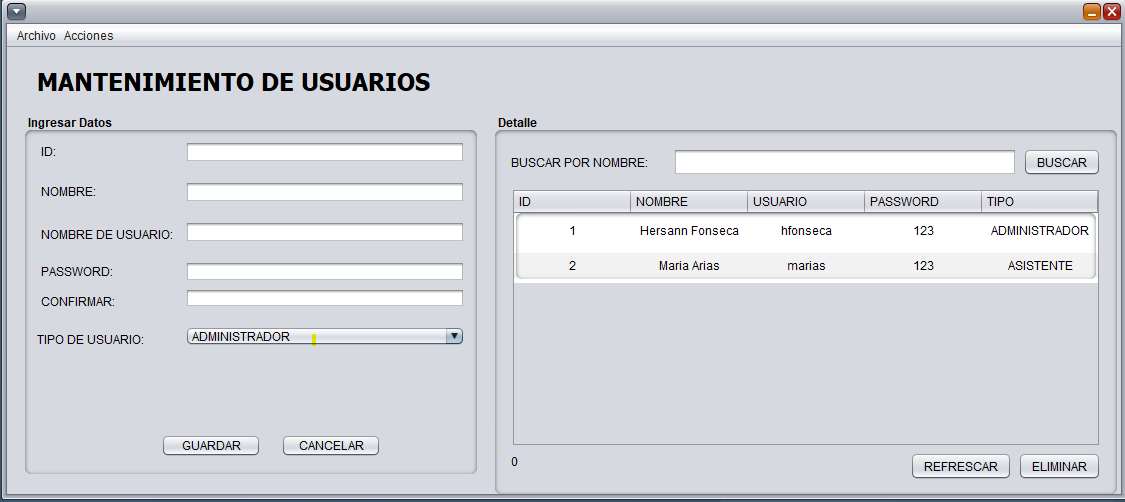 Archivo Acciones
MANTENIMIENTO DE USUARIOS
Ingresar Datos
ID:
NOMBRE:
NOMBRE DE USUARIO:
PASSWORD:
CONFIRMAR:
TIPO DE USUARIO: ADMINISTRADOR
GUARDAR CANCELAR
Detalle
BUSCAR POR NOMBRE: BUSCAR
ID NOMBRE USUARIO PASSWORD TIPO
1 Hersann Fonseca hfonseca 123 ADMINISTRADOR
2 Maria Arias marias 123 ASISTENTE
0
REFRESCAR ELIMINAR